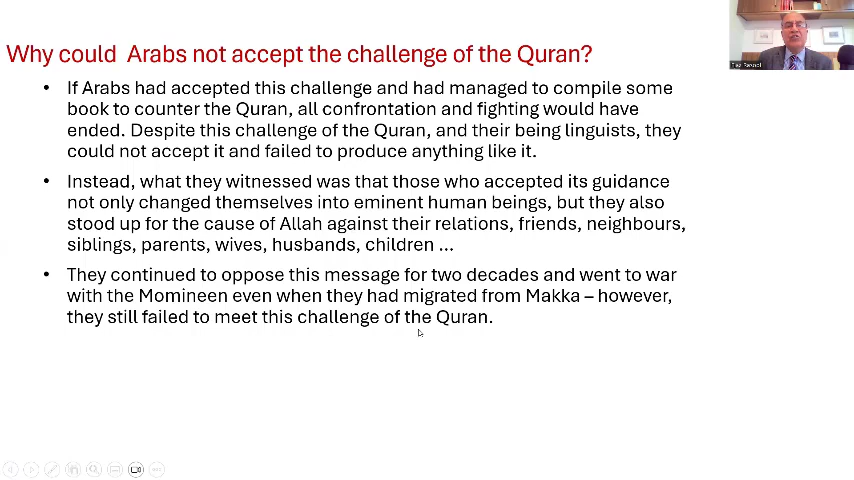 Why could Arabs not accept the challenge of the Quran?
• If Arabs had accepted this challenge and had managed to compile some
book to counter the Quran, all confrontation and fighting would have
ended. Despite this challenge of the Quran, and their being linguists, they
could not accept it and failed to produce anything like it.
• Instead, what they witnessed was that those who accepted its guidance
not only changed themselves into eminent human beings, but they also
stood up for the cause of Allah against their relations, friends, neighbours,
siblings, parents, wives, husbands, children ...
• They continued to oppose this message for two decades and went to war
with the Momineen even when they had migrated from Makka – however,
they still failed to meet this challenge of the Quran.